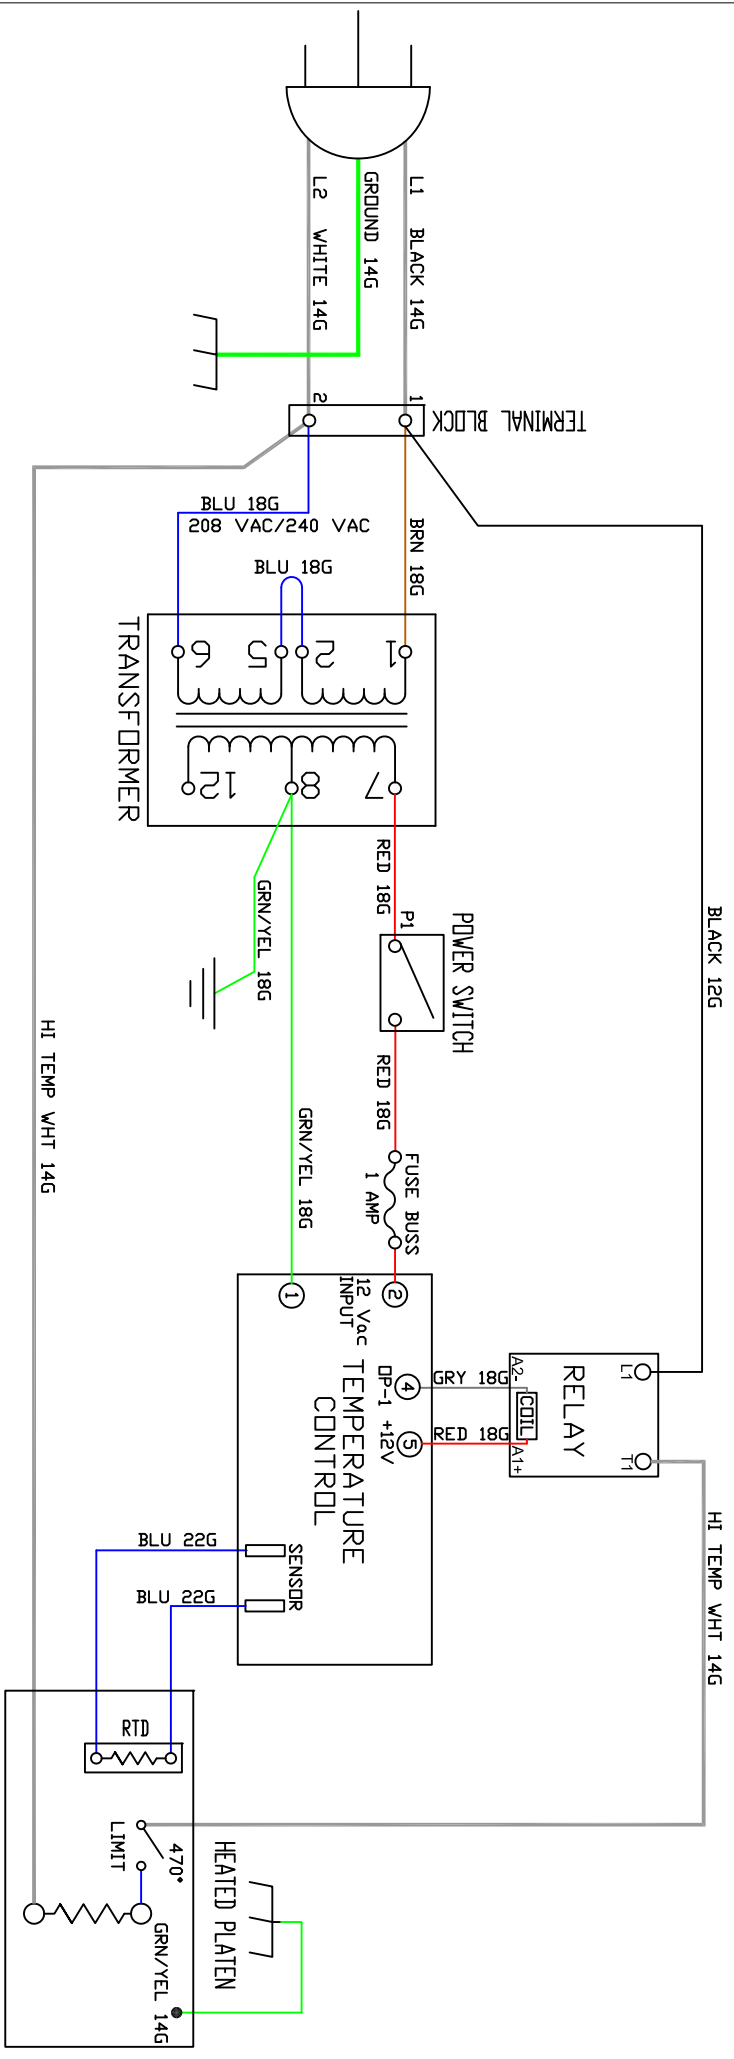 L1 BLACK 14G
GROUND 14G
L2 WHITE 14G
1
2
TERMINAL BLOCK
BLU 18G
208 VAC/240 VAC
BRN 18G
BLU 18G
BLACK 12G
TRANSFORMER
6
5
2
1
12
8
7
RED 18G
GRN/YEL 18G
P1
POWER SWITCH
RED 18G
GRN/YEL 18G
FUSE BUSS
1 AMP
HI TEMP WHT 14G
1
2
12 Vac
INPUT
TEMPERATURE
CONTROL
OP-1
+12V
4
5
GRY 18G
RED 18G
A2-
COIL
A1+
RELAY
L1
T1
SENSOR
BLU 22G
BLU 22G
HI TEMP WHT 14G
RTD
LIMIT
470°
HEATED PLATEN
GRN/YEL 14G